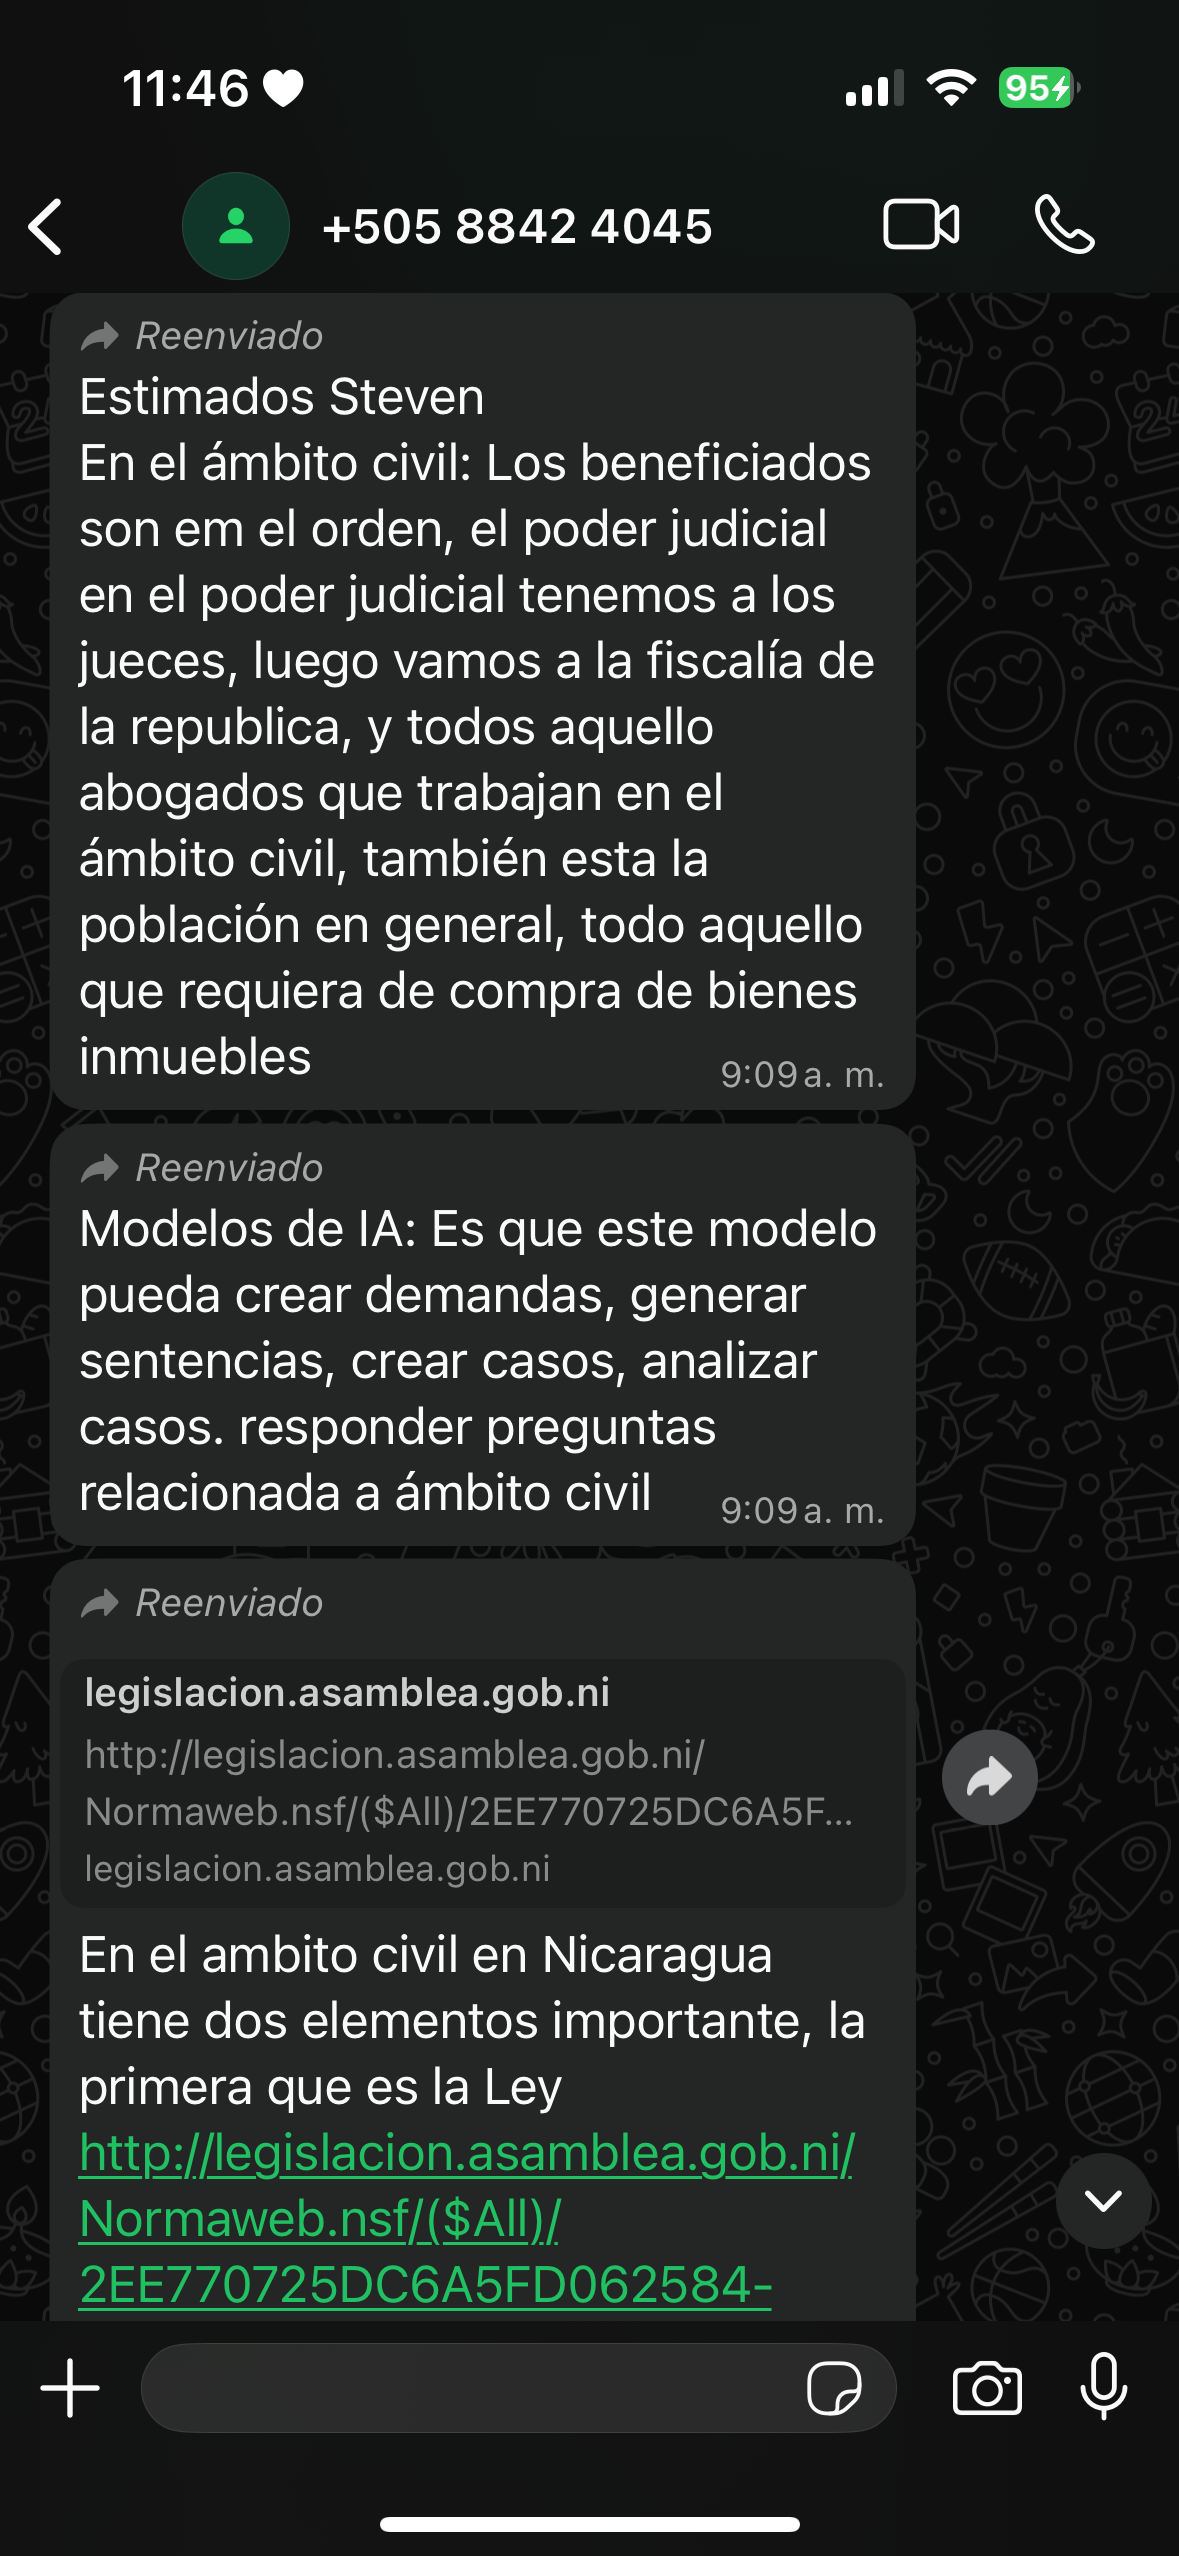 11:46
95
+505 8842 4045
Reenviado
Estimados Steven
En el ámbito civil: Los beneficiados
son em el orden, el poder judicial
en el poder judicial tenemos a los
jueces, luego vamos a la fiscalía de
la republica, y todos aquello
abogados que trabajan en el
ámbito civil, también esta la
población en general, todo aquello
que requiera de compra de bienes
inmuebles
9:09 a. m.
Reenviado
Modelos de IA: Es que este modelo
pueda crear demandas, generar
sentencias, crear casos, analizar
casos. responder preguntas
relacionada a ámbito civil
9:09 a. m.
Reenviado
legislacion.asamblea.gob.ni
http://legislacion.asamblea.gob.ni/
Normaweb.nsf/($All)/2EE770725DC6A5F...
legislacion.asamblea.gob.ni
En el ambito civil en Nicaragua
tiene dos elementos importante, la
primera que es la Ley
http://legislacion.asamblea.gob.ni/
Normaweb.nsf/($All)/
2EE770725DC6A5FD062584-